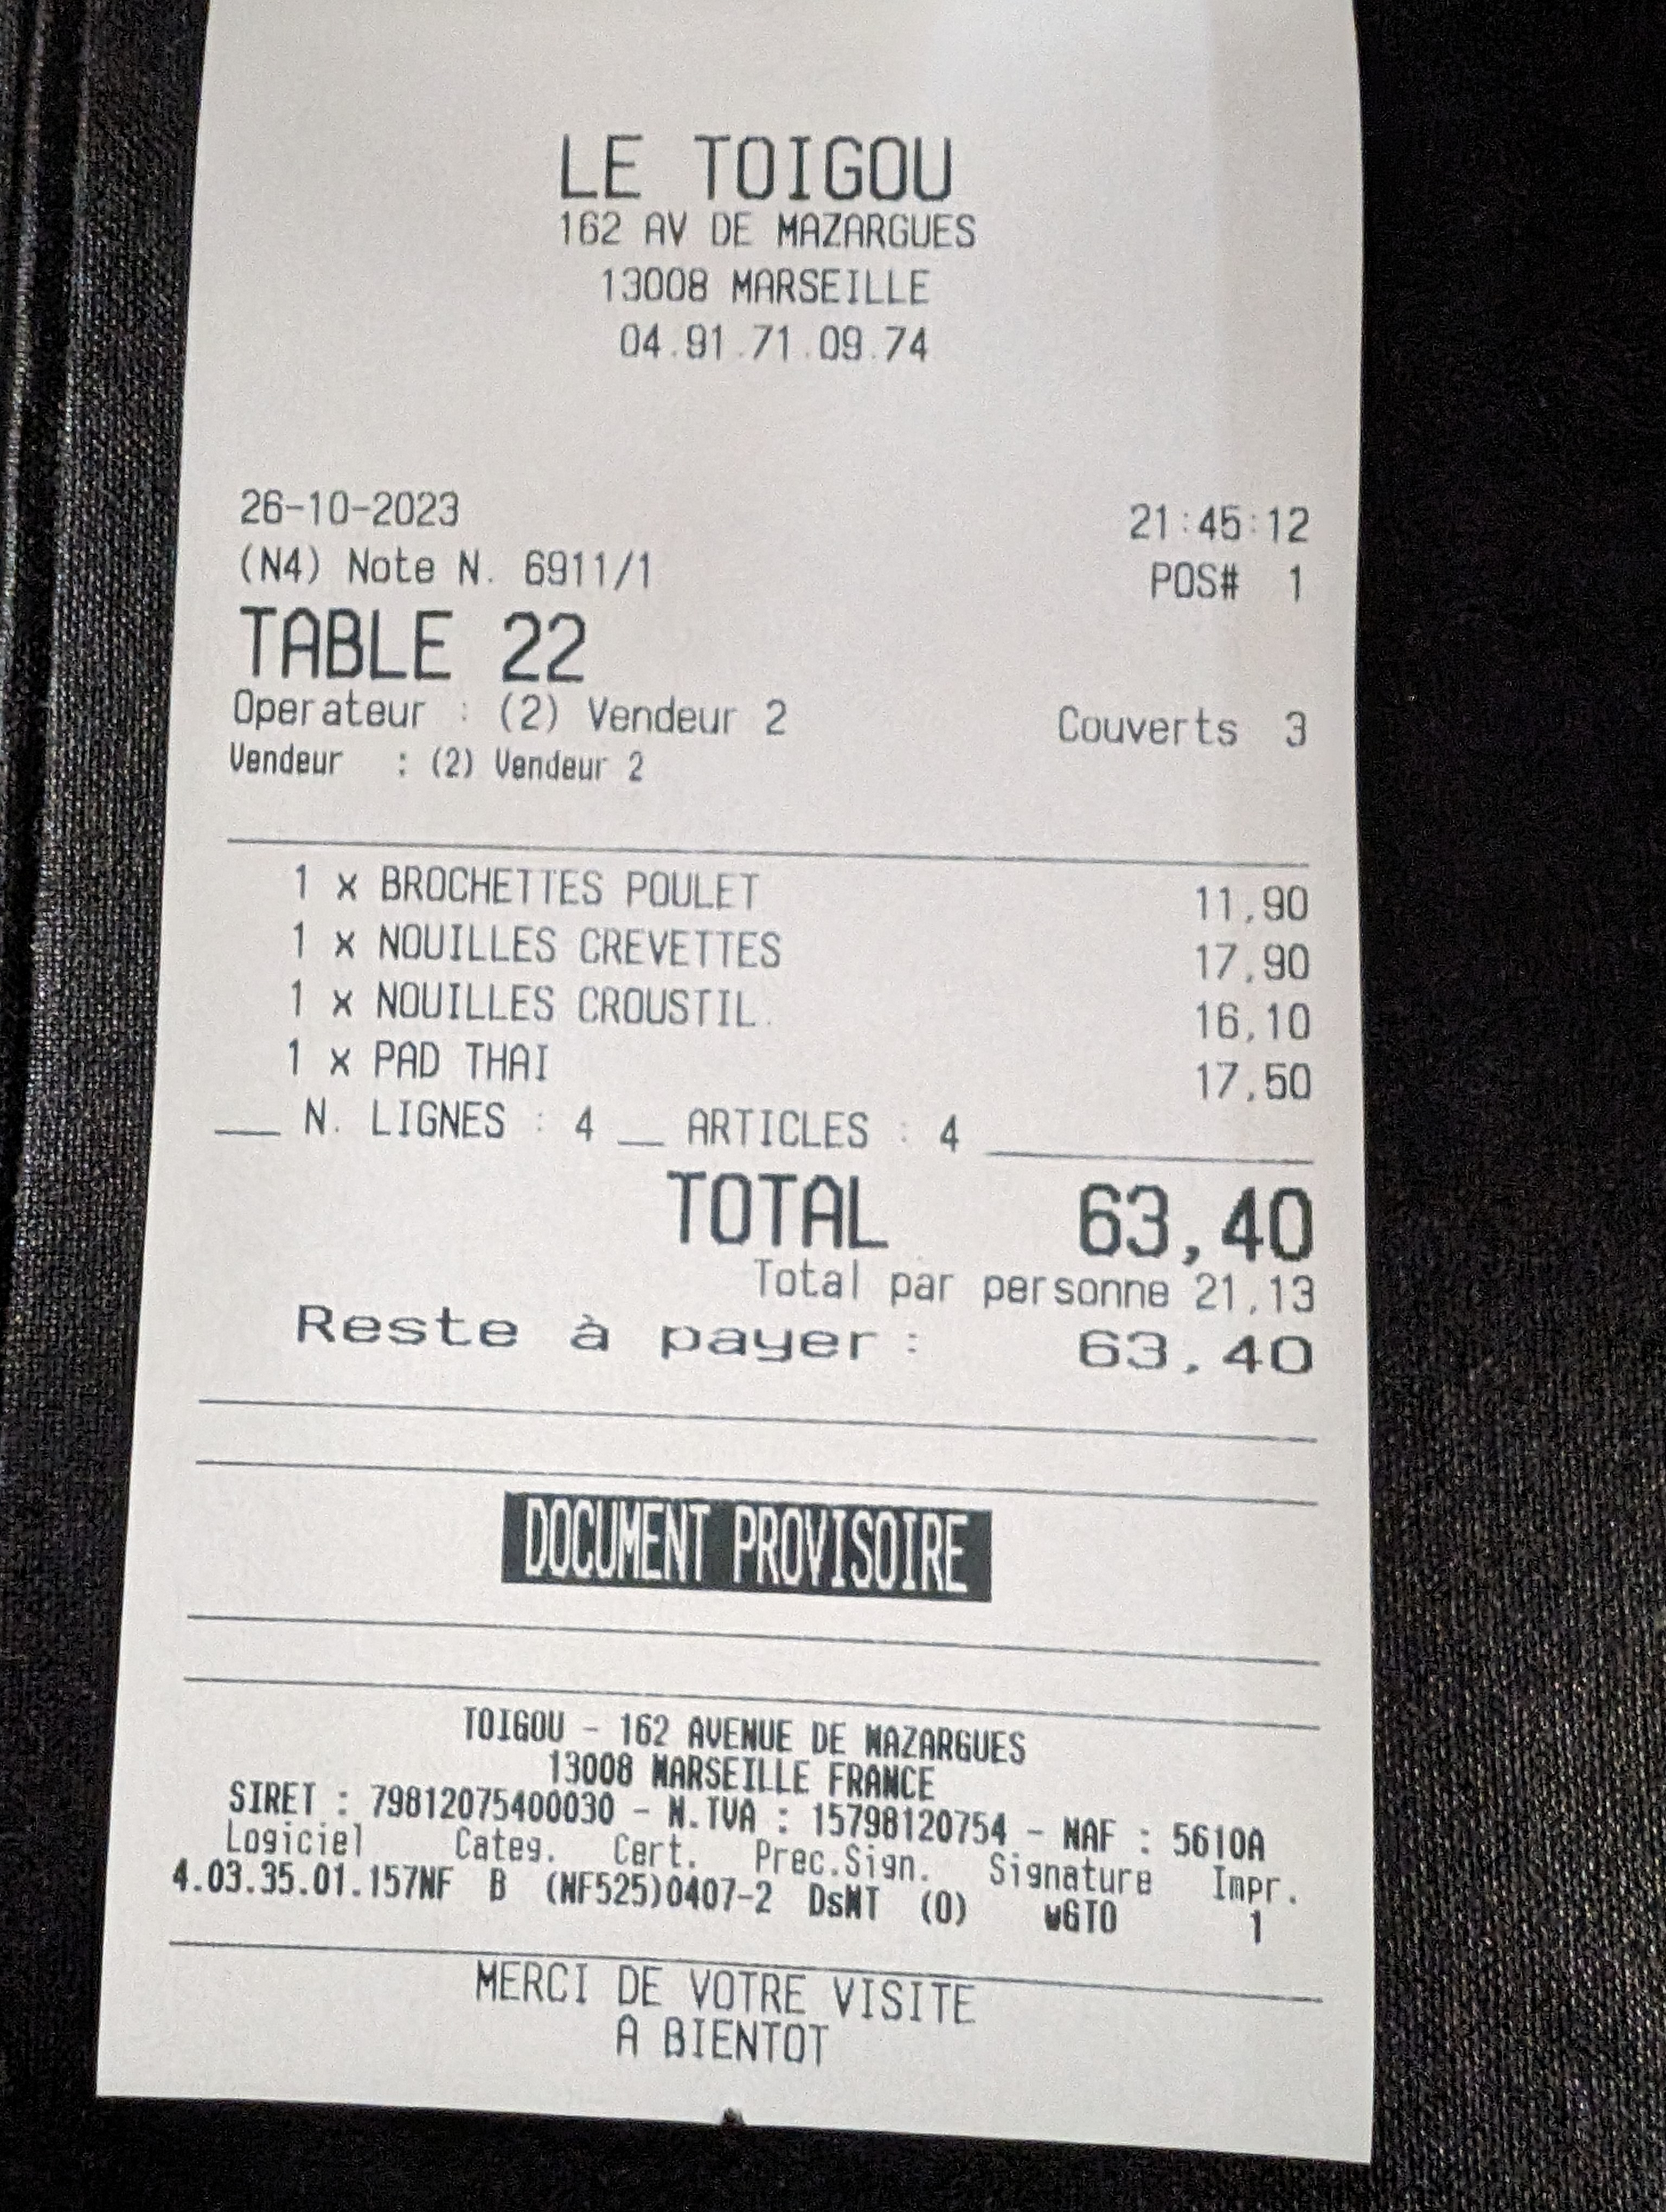 LE TOIGOU
162 AV DE MAZARGUES
13008 MARSEILLE
04.91.71.09.74
26-10-2023 21:45:12
(N4) Note N. 6911/1 POS# 1
TABLE 22
Operateur : (2) Vendeur 2 Couverts 3
Vendeur : (2) Vendeur 2
1 x BROCHETTES POULET 11,90
1 x NOUILLES CREVETTES 17,90
1 x NOUILLES CROUSTIL. 16,10
1 x PAD THAI 17,50
__ N. LIGNES : 4 __ ARTICLES : 4
TOTAL 63,40
Total par personne 21,13
Reste à payer: 63,40
DOCUMENT PROVISOIRE
TOIGOU - 162 AVENUE DE MAZARGUES
13008 MARSEILLE FRANCE
SIRET : 79812075400030 - N.TVA : 15798120754 - NAF : 5610A
Logiciel Categ. Cert. Prec.Sign. Signature Impr.
4.03.35.01.157NF B (NF525)0407-2 DsMT (0) wGTO 1
MERCI DE VOTRE VISITE
A BIENTOT